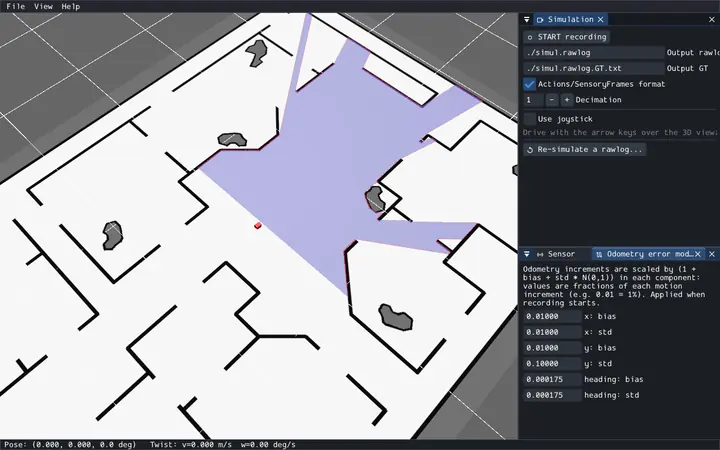 File View Help
Simulation
START recording
./simul.rawlog Output rawlo
./simul.rawlog.GT.txt Output GT
Actions/SensoryFrames format
1 - + Decimation
Use joystick
Drive with the arrow keys over the 3D view:
Re-simulate a rawlog...
Sensor Odometry error mod...
Odometry increments are scaled by (1 +
bias + std * N(0,1)) in each component:
values are fractions of each motion
increment (e.g. 0.01 = 1%). Applied when
recording starts.
0.01000 x: bias
0.01000 x: std
0.01000 y: bias
0.10000 y: std
0.000175 heading: bias
0.000175 heading: std
Pose: (0.000, 0.000, 0.0 deg) Twist: v=0.000 m/s w=0.00 deg/s